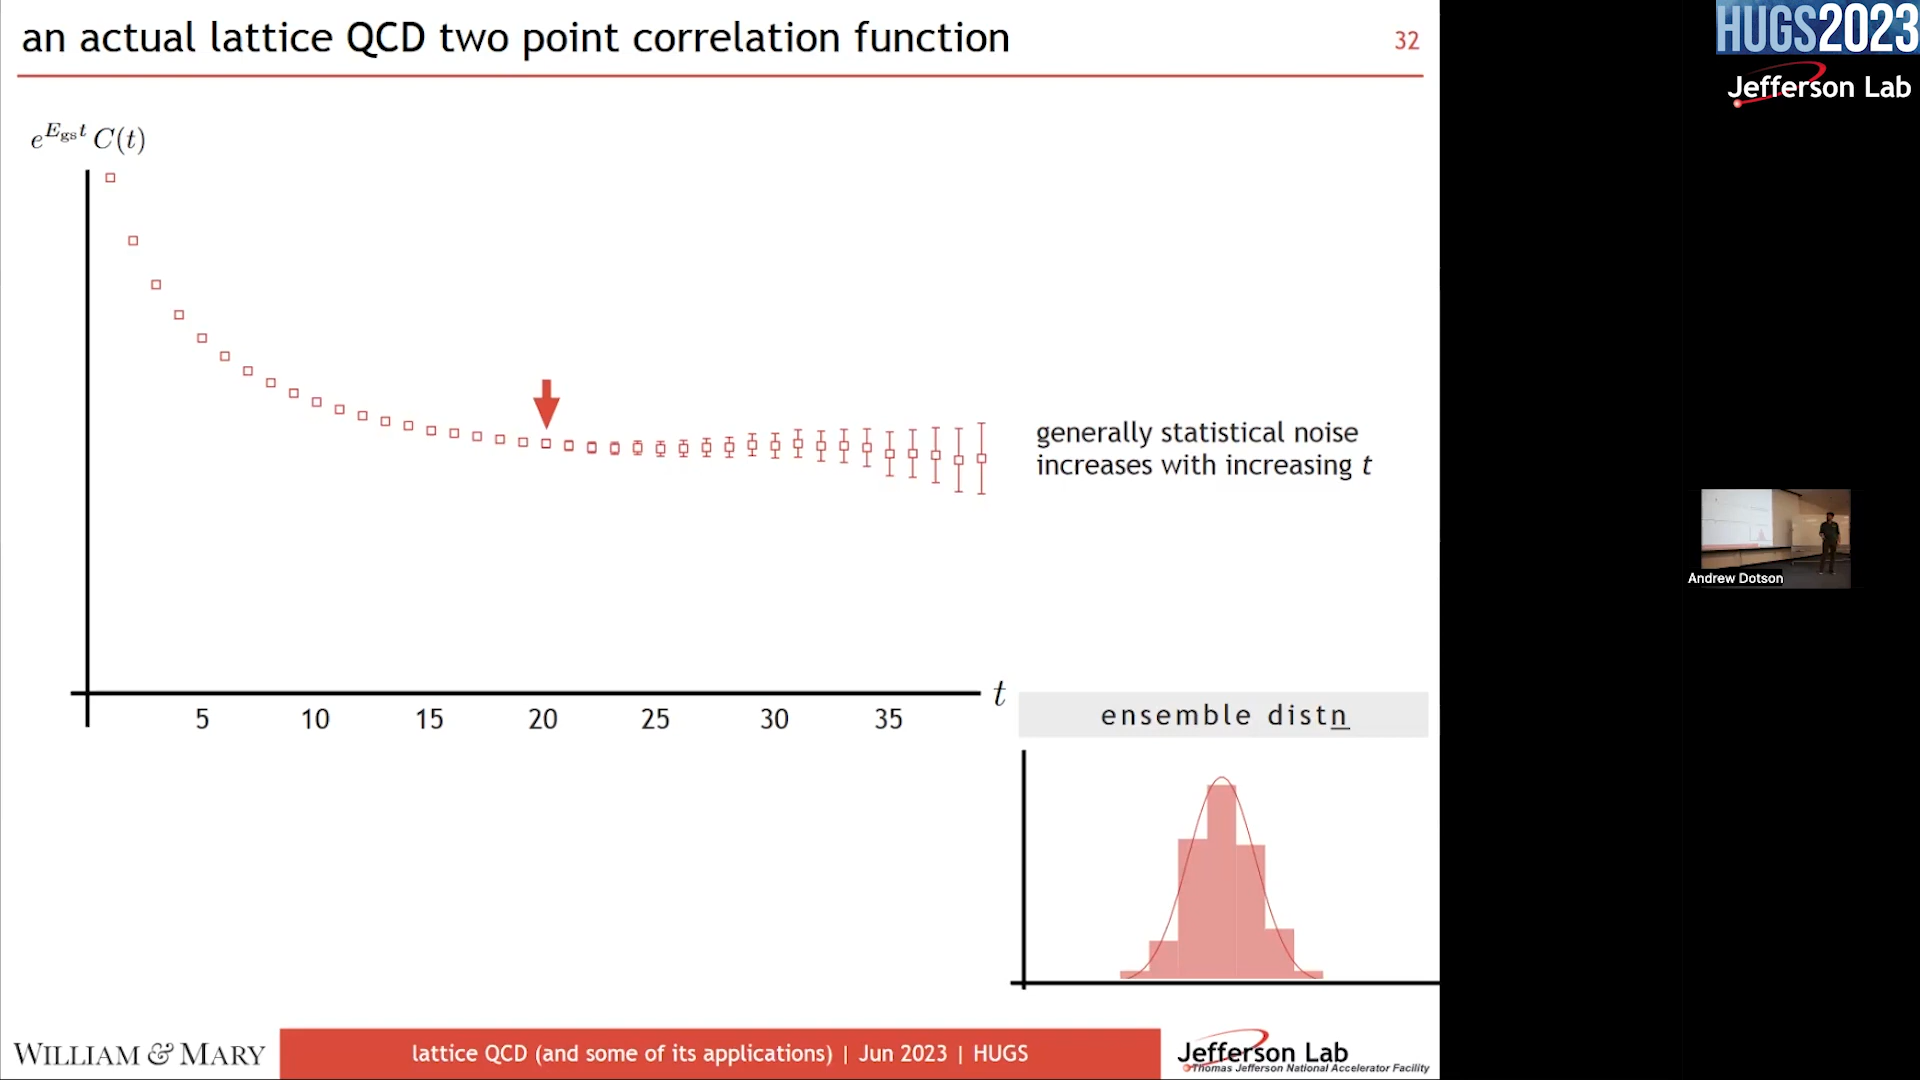 an actual lattice QCD two point correlation function
32
HUGS2023
Jefferson Lab
e^{E_{gs}t} C(t)
generally statistical noise
increases with increasing t
t
5 10 15 20 25 30 35
ensemble distn
Andrew Dotson
WILLIAM & MARY
lattice QCD (and some of its applications) | Jun 2023 | HUGS
Jefferson Lab
Thomas Jefferson National Accelerator Facility